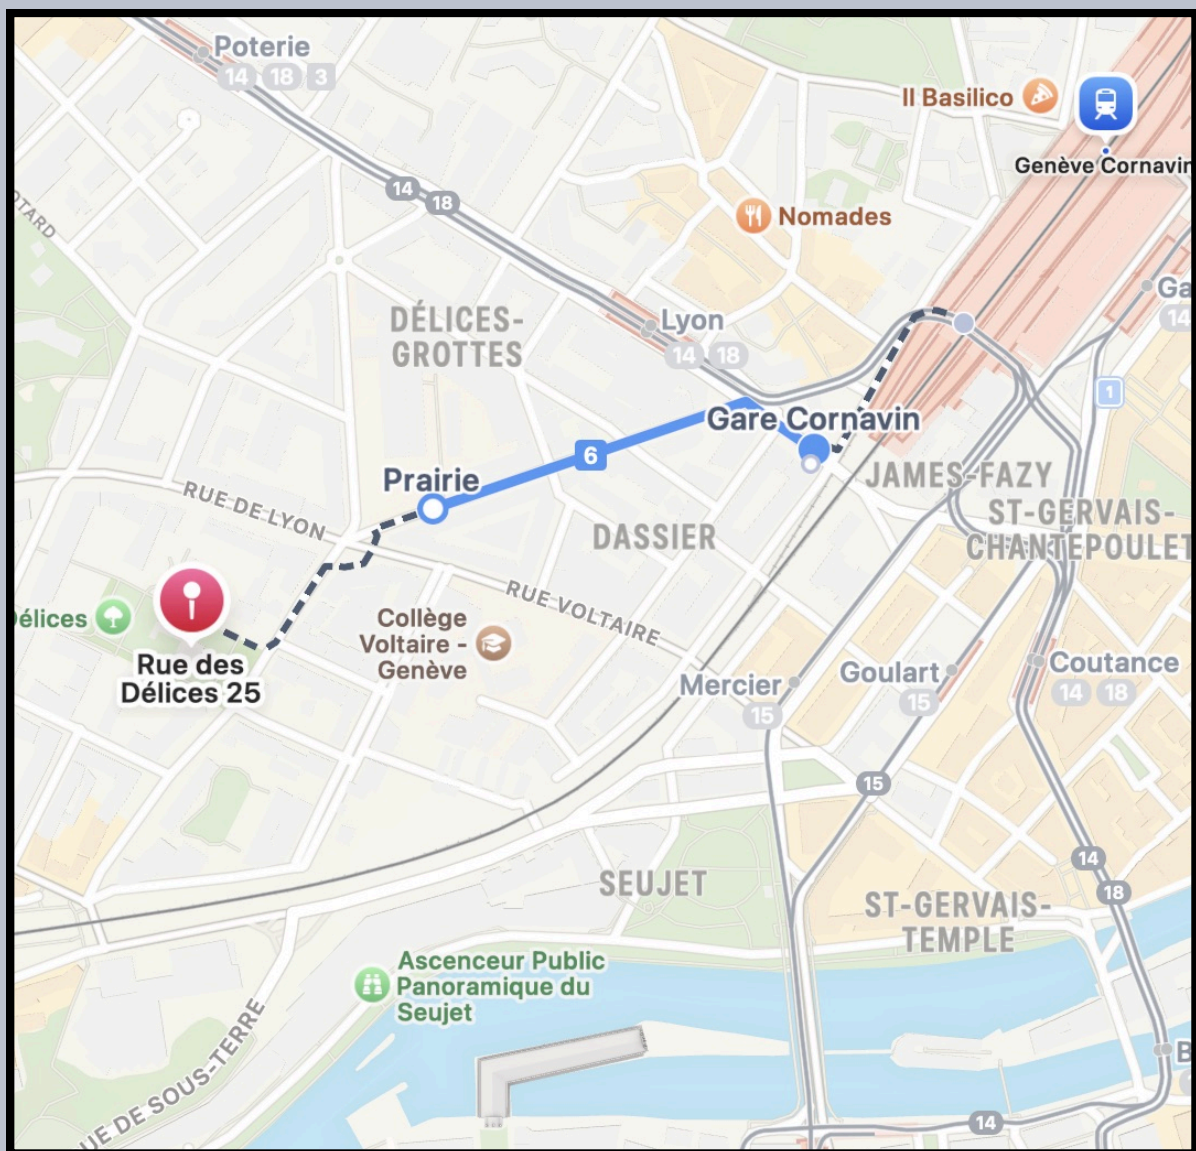 Poterie
14 18 3
Il Basilico
Genève Cornavin
14
18
Nomades
DÉLICES-
GROTTES
Lyon
14 18
Ga
14
1
Gare Cornavin
6
Prairie
JAMES-FAZY
RUE DE LYON
ST-GERVAIS-
CHANTEPOULET
DASSIER
RUE VOLTAIRE
Délices
Collège
Voltaire -
Genève
Rue des
Délices 25
Mercier
15
Goulart
15
Coutance
14 18
15
14
18
SEUJET
ST-GERVAIS-
TEMPLE
Ascenceur Public
Panoramique du
Seujet
UE DE SOUS-TERRE
B
14